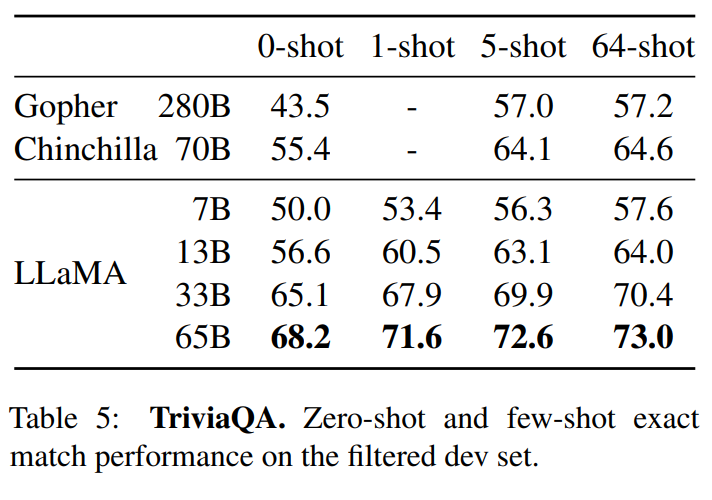 0-shot 1-shot 5-shot 64-shot
Gopher 280B 43.5 - 57.0 57.2
Chinchilla 70B 55.4 - 64.1 64.6
LLaMA
7B 50.0 53.4 56.3 57.6
13B 56.6 60.5 63.1 64.0
33B 65.1 67.9 69.9 70.4
65B 68.2 71.6 72.6 73.0
Table 5: TriviaQA. Zero-shot and few-shot exact
match performance on the filtered dev set.